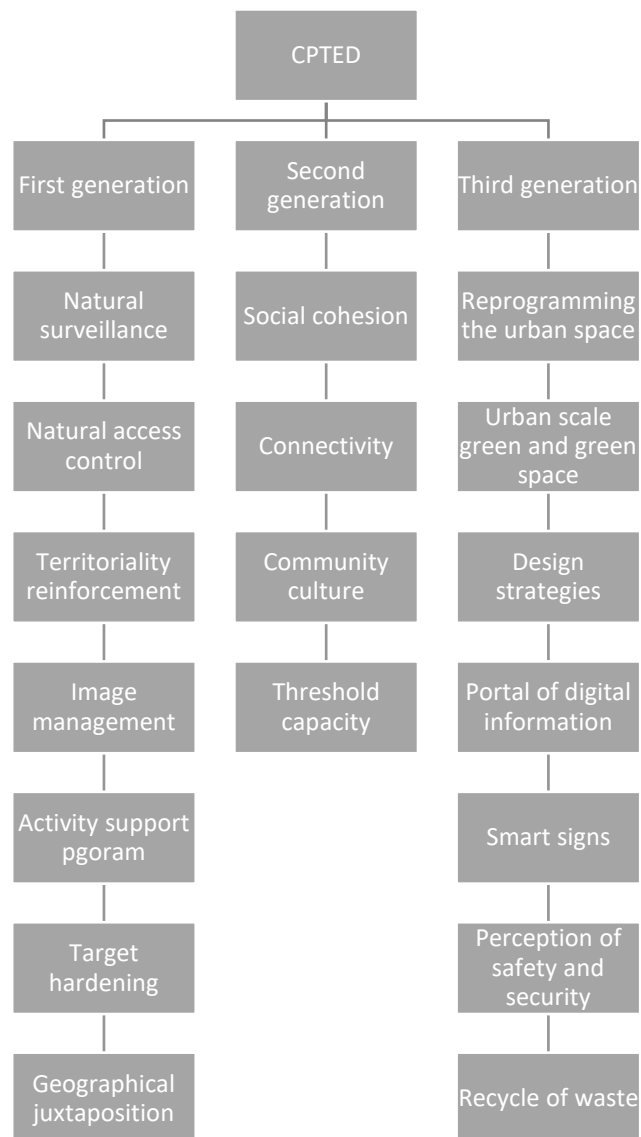 CPTED
First generation
Natural
surveillance
Natural access
control
Territoriality
reinforcement
Image
management
Activity support
pgoram
Target
hardening
Geographical
juxtaposition
Second
generation
Social cohesion
Connectivity
Community
culture
Threshold
capacity
Third generation
Reprogramming
the urban space
Urban scale
green and green
space
Design
strategies
Portal of digital
information
Smart signs
Perception of
safety and
security
Recycle of waste